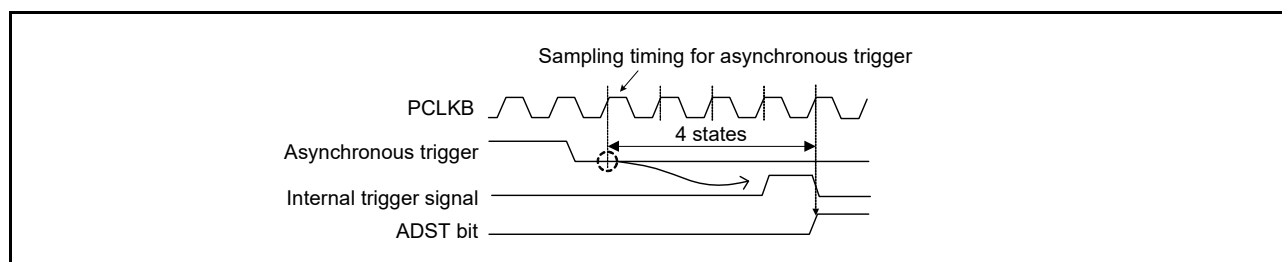 Sampling timing for asynchronous trigger
PCLKB
4 states
Asynchronous trigger
Internal trigger signal
ADST bit